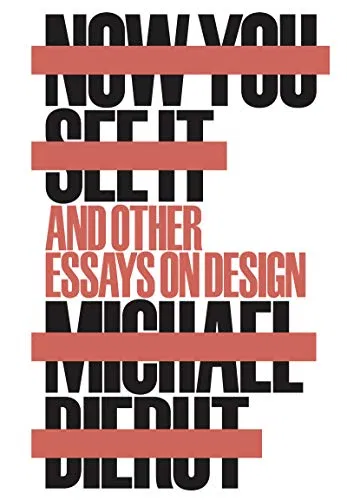 NOW YOU
SEE IT
AND OTHER
ESSAYS ON DESIGN
MICHAEL
BIERUT